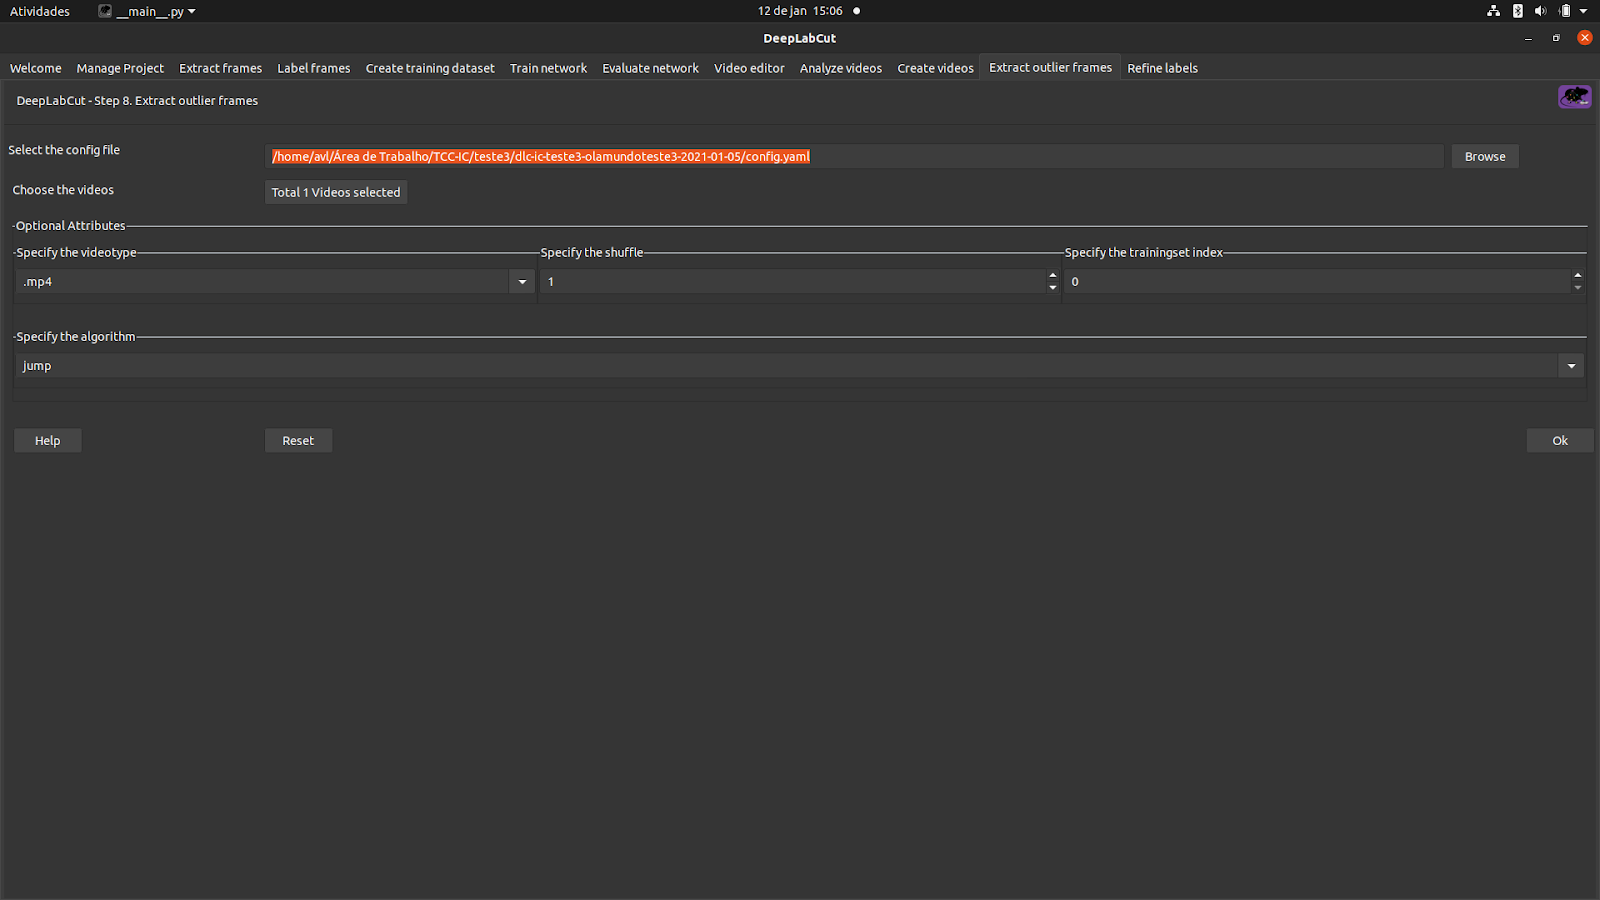 Atividades __main__.py 12 de jan 15:06
DeepLabCut
Welcome Manage Project Extract frames Label frames Create training dataset Train network Evaluate network Video editor Analyze videos Create videos Extract outlier frames Refine labels
DeepLabCut - Step 8. Extract outlier frames
Select the config file /home/avl/Área de Trabalho/TCC-IC/teste3/dlc-ic-teste3-olamundoteste3-2021-01-05/config.yaml Browse
Choose the videos Total 1 Videos selected
Optional Attributes
Specify the videotype Specify the shuffle Specify the trainingset index
.mp4 1 0
Specify the algorithm
jump
Help Reset Ok